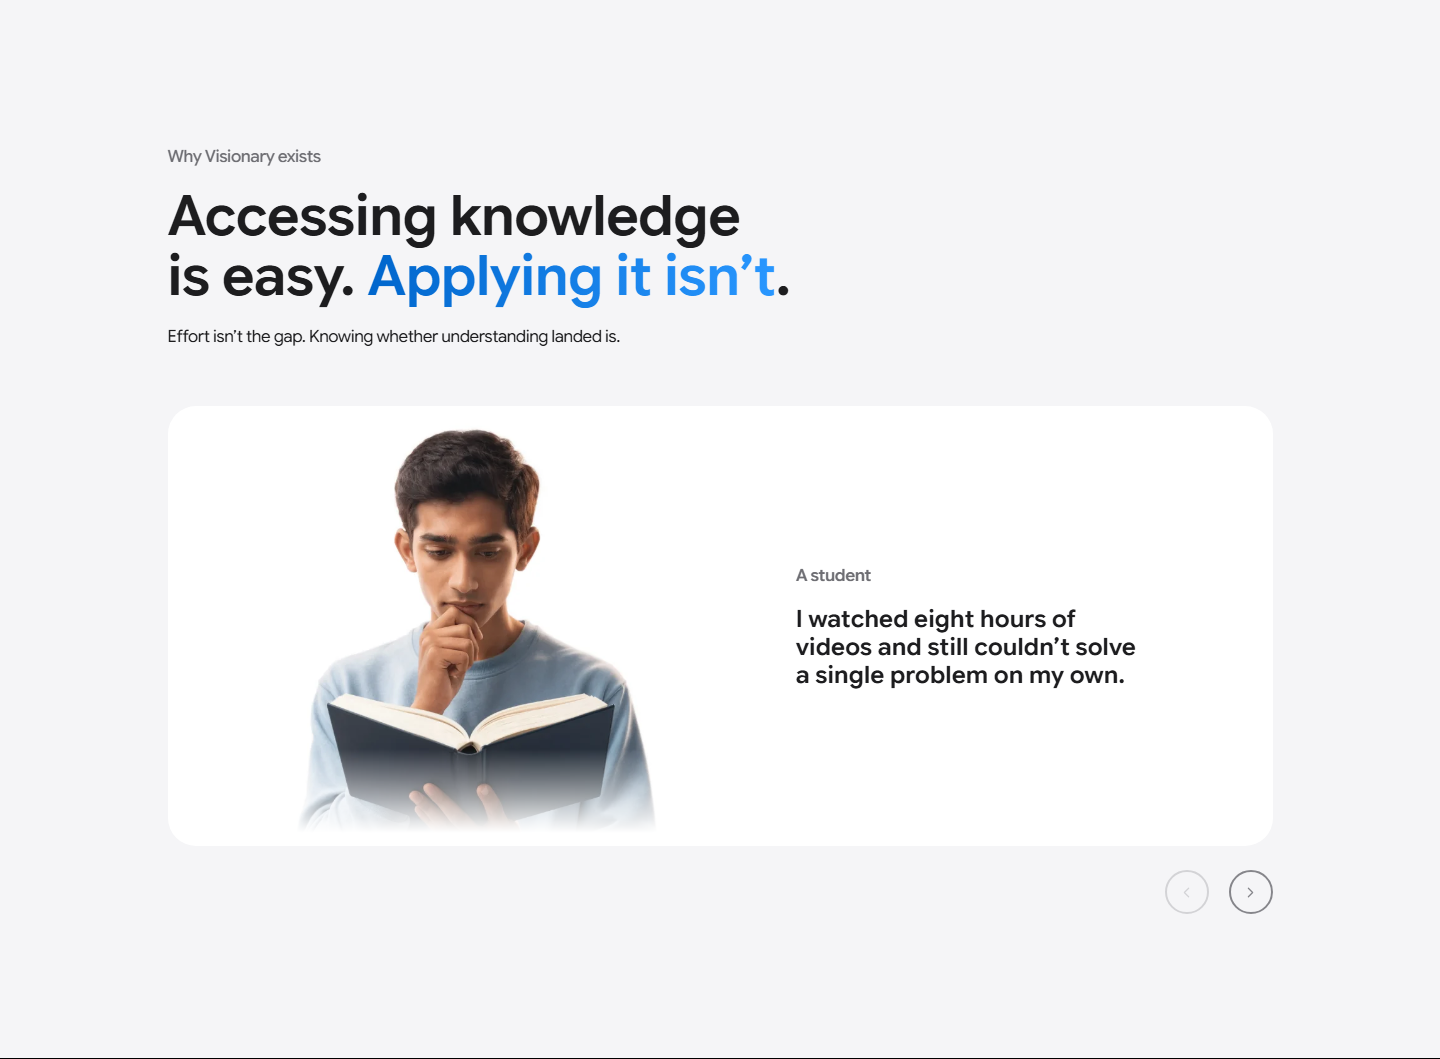 Why Visionary exists
Accessing knowledge
is easy. Applying it isn’t.
Effort isn’t the gap. Knowing whether understanding landed is.
A student
I watched eight hours of
videos and still couldn’t solve
a single problem on my own.